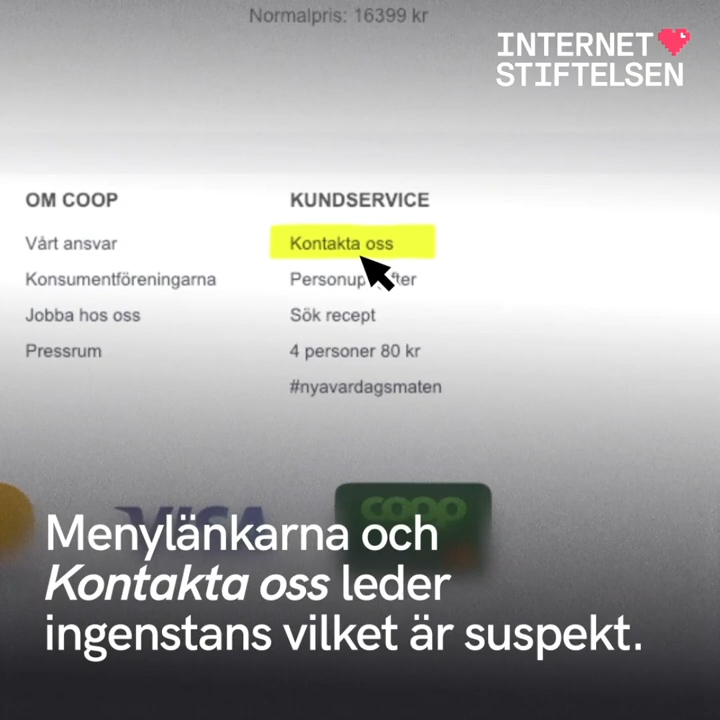 Normalpris: 16399 kr
INTERNET
STIFTELSEN
OM COOP
KUNDSERVICE
Vårt ansvar
Kontakta oss
Konsumentföreningarna
Jobba hos oss
Sök recept
Pressrum
4 personer 80 kr
#nyavardagsmaten
VISA
coop
Menylänkarna och
Kontakta oss leder
ingenstans vilket är suspekt.